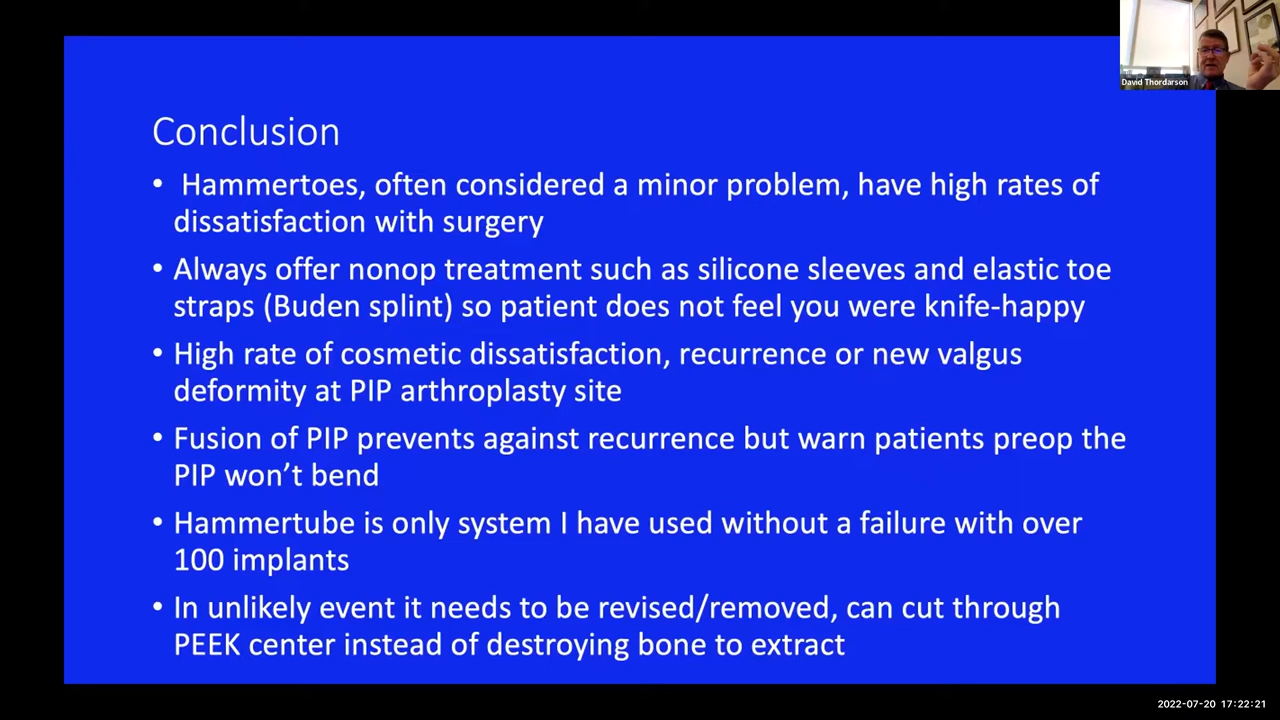 David Thordarson
Conclusion
• Hammertoes, often considered a minor problem, have high rates of
dissatisfaction with surgery
• Always offer nonop treatment such as silicone sleeves and elastic toe
straps (Buden splint) so patient does not feel you were knife-happy
• High rate of cosmetic dissatisfaction, recurrence or new valgus
deformity at PIP arthroplasty site
• Fusion of PIP prevents against recurrence but warn patients preop the
PIP won’t bend
• Hammertube is only system I have used without a failure with over
100 implants
• In unlikely event it needs to be revised/removed, can cut through
PEEK center instead of destroying bone to extract
2022-07-20 17:22:21